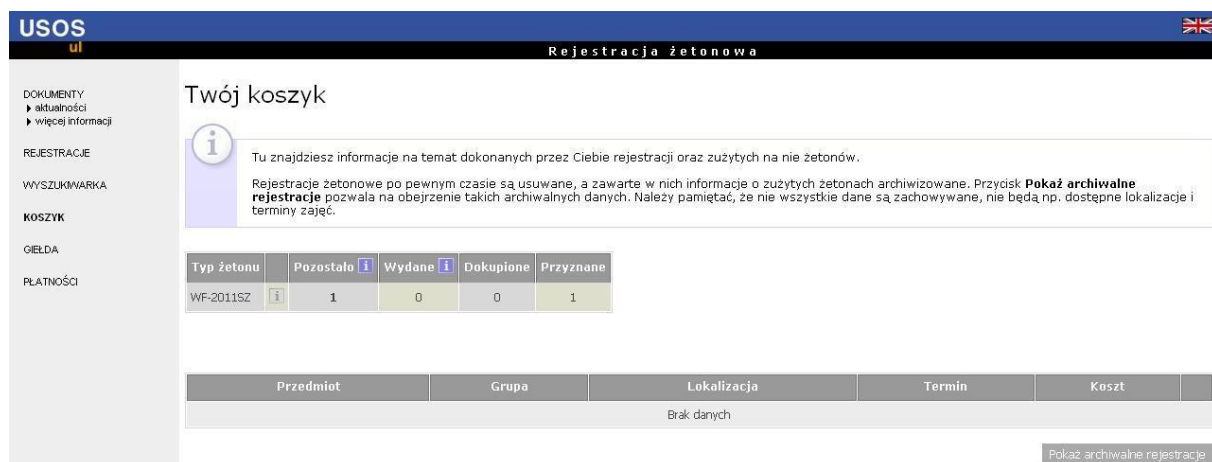 USOS
ul
Rejestracja żetonowa
DOKUMENTY
aktualności
więcej informacji
REJESTRACJE
WYSZUKIWARKA
KOSZYK
GIEŁDA
PŁATNOŚCI
Twój koszyk
i
Tu znajdziesz informacje na temat dokonanych przez Ciebie rejestracji oraz zużytych na nie żetonów.
Rejestracje żetonowe po pewnym czasie są usuwane, a zawarte w nich informacje o zużytych żetonach archiwizowane. Przycisk Pokaż archiwalne
rejestracje pozwala na obejrzenie takich archiwalnych danych. Należy pamiętać, że nie wszystkie dane są zachowywane, nie będą np. dostępne lokalizacje i
terminy zajęć.
Typ żetonu Pozostało i Wydane i Dokupione Przyznane
WF-2011SZ i 1 0 0 1
Przedmiot Grupa Lokalizacja Termin Koszt
Brak danych
Pokaż archiwalne rejestracje